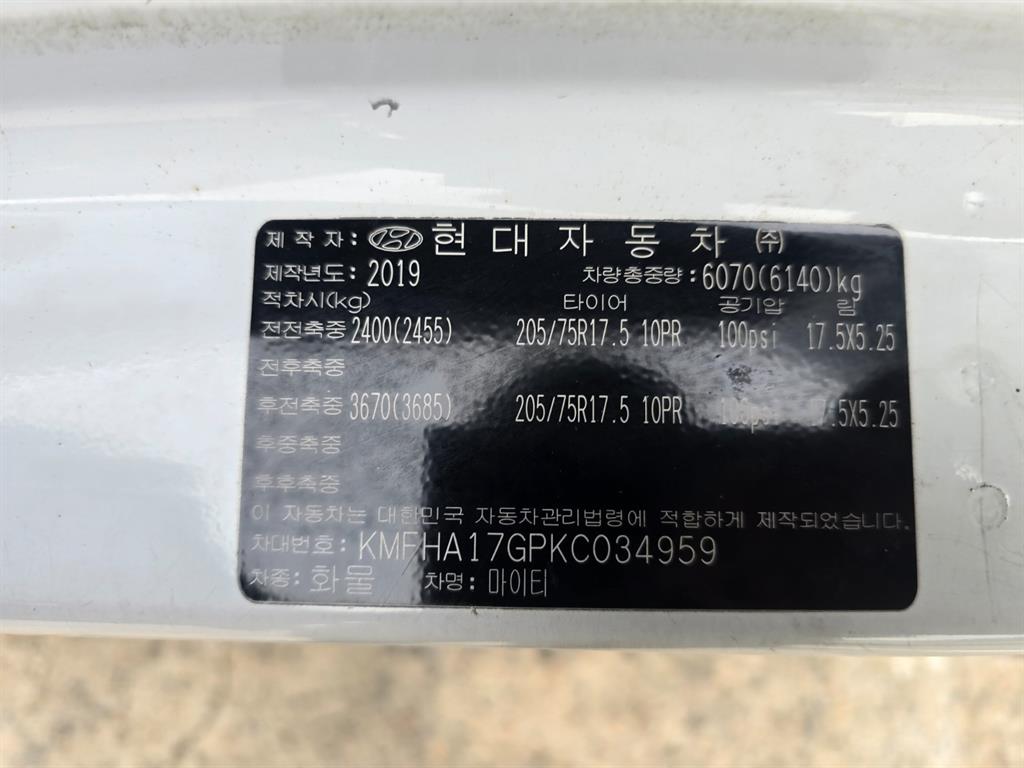 제 작 자: 현 대 자 동 차 ㈜
제작년도: 2019 차량총중량: 6070(6140)kg
적차시(kg) 타이어 공기압 림
전전축중 2400(2455) 205/75R17.5 10PR 100psi 17.5X5.25
전후축중
후전축중 3670(3685) 205/75R17.5 10PR 100psi 17.5X5.25
후중축중
후후축중
이 자동차는 대한민국 자동차관리법령에 적합하게 제작되었습니다.
차대번호: KMFHA17GPKC034959
차종: 화물 차명: 마이티